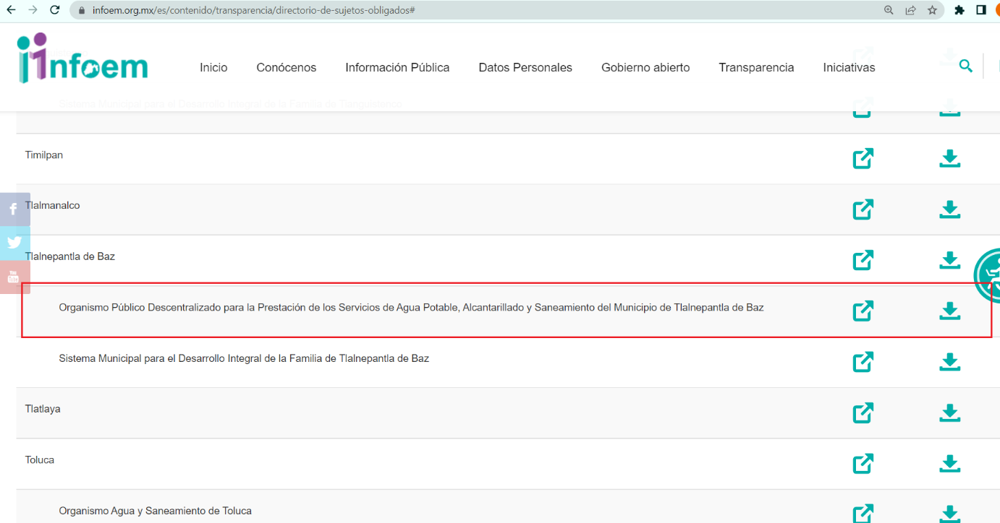 infoem.org.mx/es/contenido/transparencia/directorio-de-sujetos-obligados#
infoem
Inicio Conócenos Información Pública Datos Personales Gobierno abierto Transparencia Iniciativas
Sistema Municipal para el Desarrollo Integral de la Familia de Tianguistenco
Timilpan
Tlalmanalco
Tlalnepantla de Baz
Organismo Público Descentralizado para la Prestación de los Servicios de Agua Potable, Alcantarillado y Saneamiento del Municipio de Tlalnepantla de Baz
Sistema Municipal para el Desarrollo Integral de la Familia de Tlalnepantla de Baz
Tlatlaya
Toluca
Organismo Agua y Saneamiento de Toluca